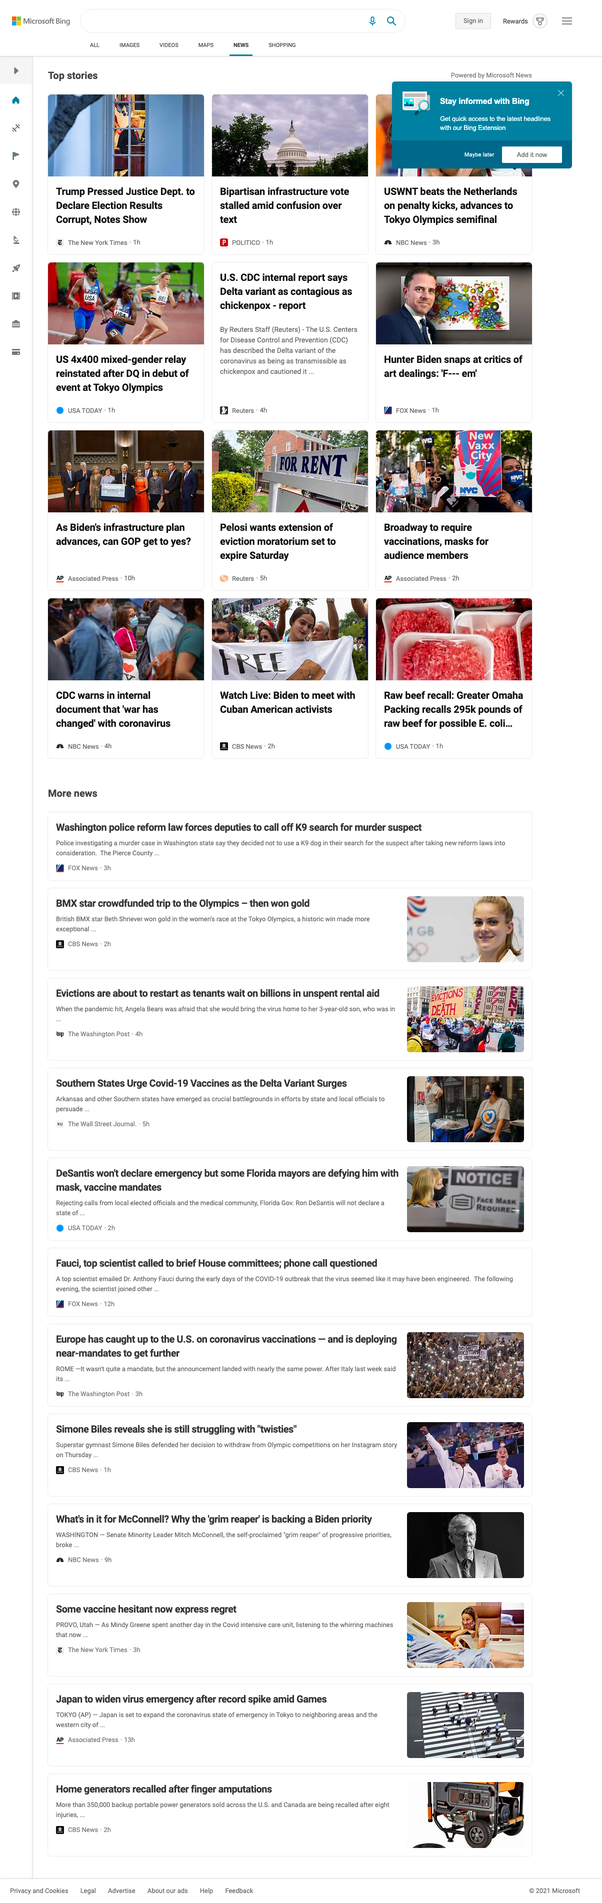 Microsoft Bing
Sign in
Rewards
ALL
IMAGES
VIDEOS
MAPS
NEWS
SHOPPING
Top stories
Powered by Microsoft News
Stay informed with Bing
Get quick access to the latest headlines
with our Bing Extension
Maybe later
Add it now
Trump Pressed Justice Dept. to
Declare Election Results
Corrupt, Notes Show
The New York Times · 1h
Bipartisan infrastructure vote
stalled amid confusion over
text
POLITICO · 1h
USWNT beats the Netherlands
on penalty kicks, advances to
Tokyo Olympics semifinal
NBC News · 3h
US 4x400 mixed-gender relay
reinstated after DQ in debut of
event at Tokyo Olympics
USA TODAY · 1h
U.S. CDC internal report says
Delta variant as contagious as
chickenpox - report
By Reuters Staff (Reuters) - The U.S. Centers
for Disease Control and Prevention (CDC)
has described the Delta variant of the
coronavirus as being as transmissible as
chickenpox and cautioned it ...
Reuters · 4h
Hunter Biden snaps at critics of
art dealings: 'F--- em'
FOX News · 1h
As Biden's infrastructure plan
advances, can GOP get to yes?
AP Associated Press · 10h
FOR RENT
Pelosi wants extension of
eviction moratorium set to
expire Saturday
Reuters · 5h
New
Vaxx
City
NYC
Broadway to require
vaccinations, masks for
audience members
AP Associated Press · 2h
CDC warns in internal
document that 'war has
changed' with coronavirus
NBC News · 4h
FREE
Watch Live: Biden to meet with
Cuban American activists
CBS News · 2h
Raw beef recall: Greater Omaha
Packing recalls 295k pounds of
raw beef for possible E. coli...
USA TODAY · 1h
More news
Washington police reform law forces deputies to call off K9 search for murder suspect
Police investigating a murder case in Washington state say they decided not to use a K9 dog in their search for the suspect after taking new reform laws into
consideration. The Pierce County ...
FOX News · 3h
BMX star crowdfunded trip to the Olympics – then won gold
British BMX star Beth Shriever won gold in the women's race at the Tokyo Olympics, a historic win made more
exceptional ...
CBS News · 2h
Evictions are about to restart as tenants wait on billions in unspent rental aid
When the pandemic hit, Angela Bears was afraid that she would bring the virus home to her 3-year-old son, who was in
...
wp The Washington Post · 4h
EVICTIONS
DEATH
Southern States Urge Covid-19 Vaccines as the Delta Variant Surges
Arkansas and other Southern states have emerged as crucial battlegrounds in efforts by state and local officials to
persuade ...
WSJ The Wall Street Journal. · 5h
DeSantis won't declare emergency but some Florida mayors are defying him with
mask, vaccine mandates
Rejecting calls from local elected officials and the medical community, Florida Gov. Ron DeSantis will not declare a
state of ...
USA TODAY · 2h
NOTICE
FACE MASK
REQUIRED
Fauci, top scientist called to brief House committees; phone call questioned
A top scientist emailed Dr. Anthony Fauci during the early days of the COVID-19 outbreak that the virus seemed like it may have been engineered. The following
evening, the scientist joined other ...
FOX News · 12h
Europe has caught up to the U.S. on coronavirus vaccinations — and is deploying
near-mandates to get further
ROME —It wasn't quite a mandate, but the announcement landed with nearly the same power. After Italy last week said
its ...
wp The Washington Post · 3h
Simone Biles reveals she is still struggling with "twisties"
Superstar gymnast Simone Biles defended her decision to withdraw from Olympic competitions on her Instagram story
on Thursday ...
CBS News · 1h
What's in it for McConnell? Why the 'grim reaper' is backing a Biden priority
WASHINGTON — Senate Minority Leader Mitch McConnell, the self-proclaimed "grim reaper" of progressive priorities,
broke ...
NBC News · 9h
Some vaccine hesitant now express regret
PROVO, Utah — As Mindy Greene spent another day in the Covid intensive care unit, listening to the whirring machines
that now ...
The New York Times · 3h
Japan to widen virus emergency after record spike amid Games
TOKYO (AP) — Japan is set to expand the coronavirus state of emergency in Tokyo to neighboring areas and the
western city of ...
AP Associated Press · 13h
Home generators recalled after finger amputations
More than 350,000 backup portable power generators sold across the U.S. and Canada are being recalled after eight
injuries, ...
CBS News · 2h
Privacy and Cookies
Legal
Advertise
About our ads
Help
Feedback
© 2021 Microsoft